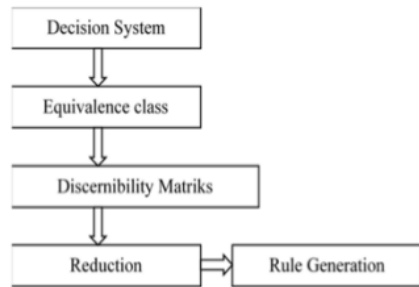 Decision System
Equivalence class
Discernibility Matriks
Reduction
Rule Generation